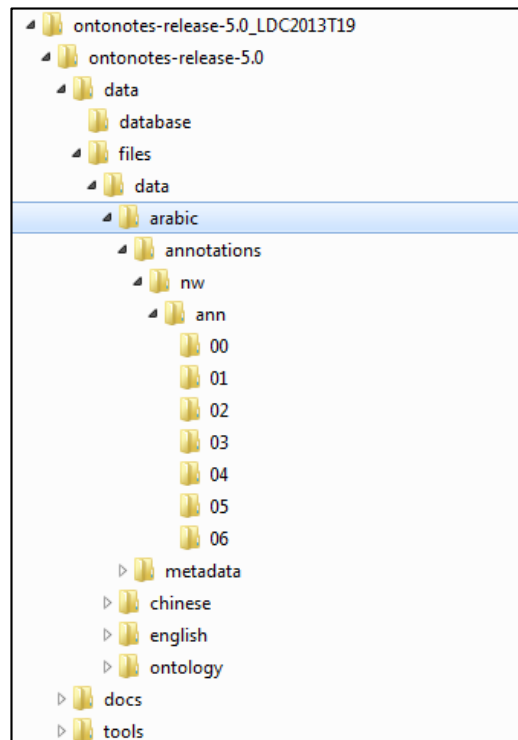 ontonotes-release-5.0_LDC2013T19
ontonotes-release-5.0
data
database
files
data
arabic
annotations
nw
ann
00
01
02
03
04
05
06
metadata
chinese
english
ontology
docs
tools